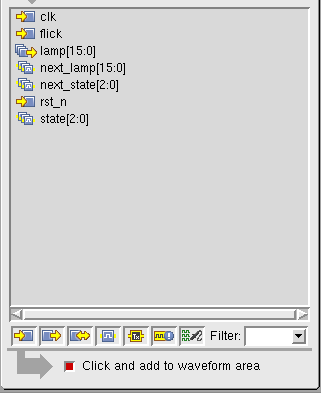 clk
flick
lamp[15:0]
next_lamp[15:0]
next_state[2:0]
rst_n
state[2:0]
Filter:
Click and add to waveform area